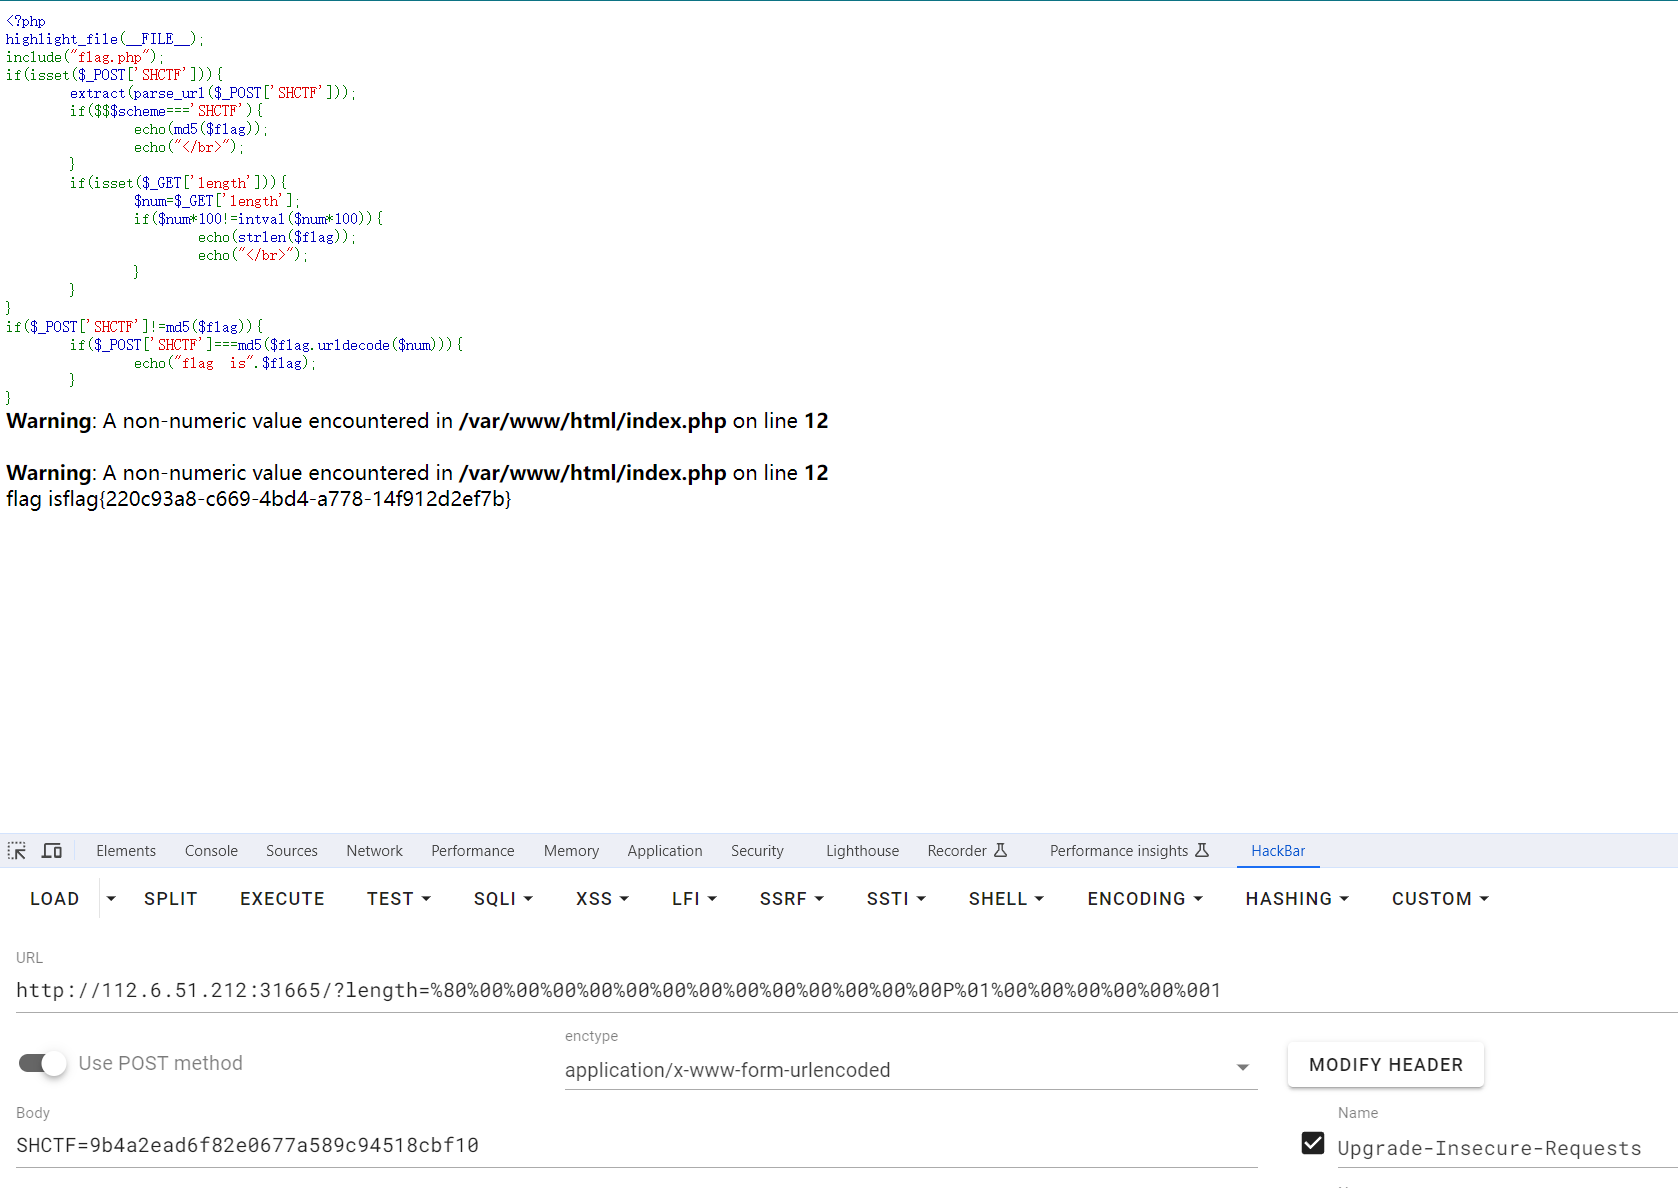 <?php
highlight_file(__FILE__);
include("flag.php");
if(isset($_POST['SHCTF'])){
        extract(parse_url($_POST['SHCTF']));
        if($$$scheme==='SHCTF'){
                echo(md5($flag));
                echo("</br>");
        }
        if(isset($_GET['length'])){
                $num=$_GET['length'];
                if($num*100!=intval($num*100)){
                        echo(strlen($flag));
                        echo("</br>");
                }
        }
}
if($_POST['SHCTF']!=md5($flag)){
        if($_POST['SHCTF']===md5($flag.urldecode($num))){
                echo("flag is".$flag);
        }
}
Warning: A non-numeric value encountered in /var/www/html/index.php on line 12
Warning: A non-numeric value encountered in /var/www/html/index.php on line 12
flag isflag{220c93a8-c669-4bd4-a778-14f912d2ef7b}
Elements Console Sources Network Performance Memory Application Security Lighthouse Recorder Performance insights HackBar
LOAD SPLIT EXECUTE TEST SQLI XSS LFI SSRF SSTI SHELL ENCODING HASHING CUSTOM
URL
http://112.6.51.212:31665/?length=%80%00%00%00%00%00%00%00%00%00%00%00%00%00P%01%00%00%00%00%00%001
Use POST method
enctype
application/x-www-form-urlencoded
MODIFY HEADER
Body
SHCTF=9b4a2ead6f82e0677a589c94518cbf10
Name
Upgrade-Insecure-Requests